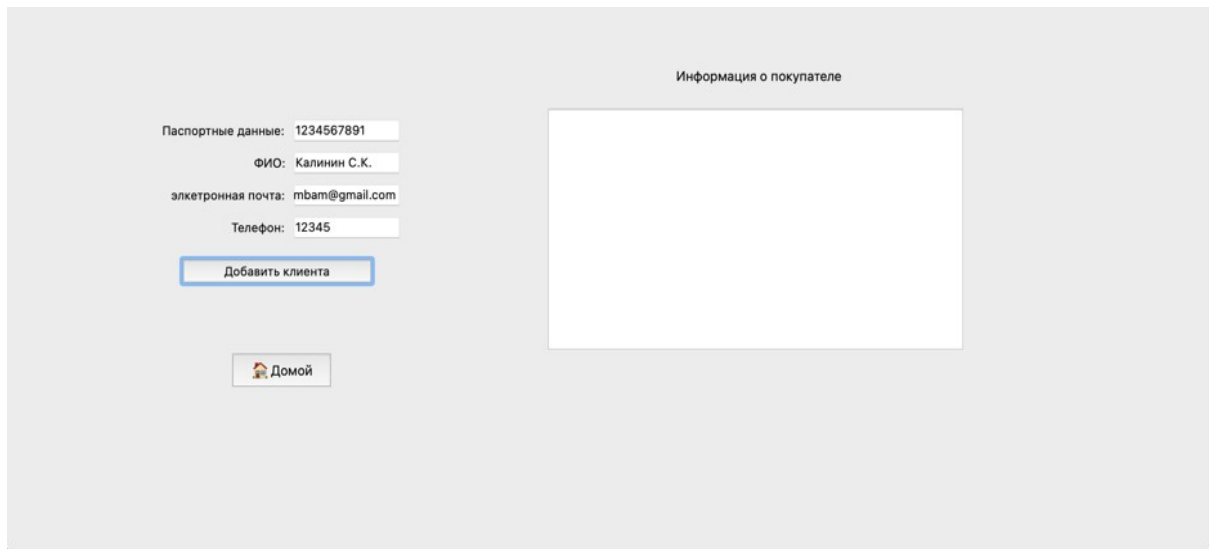 Информация о покупателе
Паспортные данные: 1234567891
ФИО: Калинин С.К.
элкетронная почта: mbam@gmail.com
Телефон: 12345
Добавить клиента
Домой